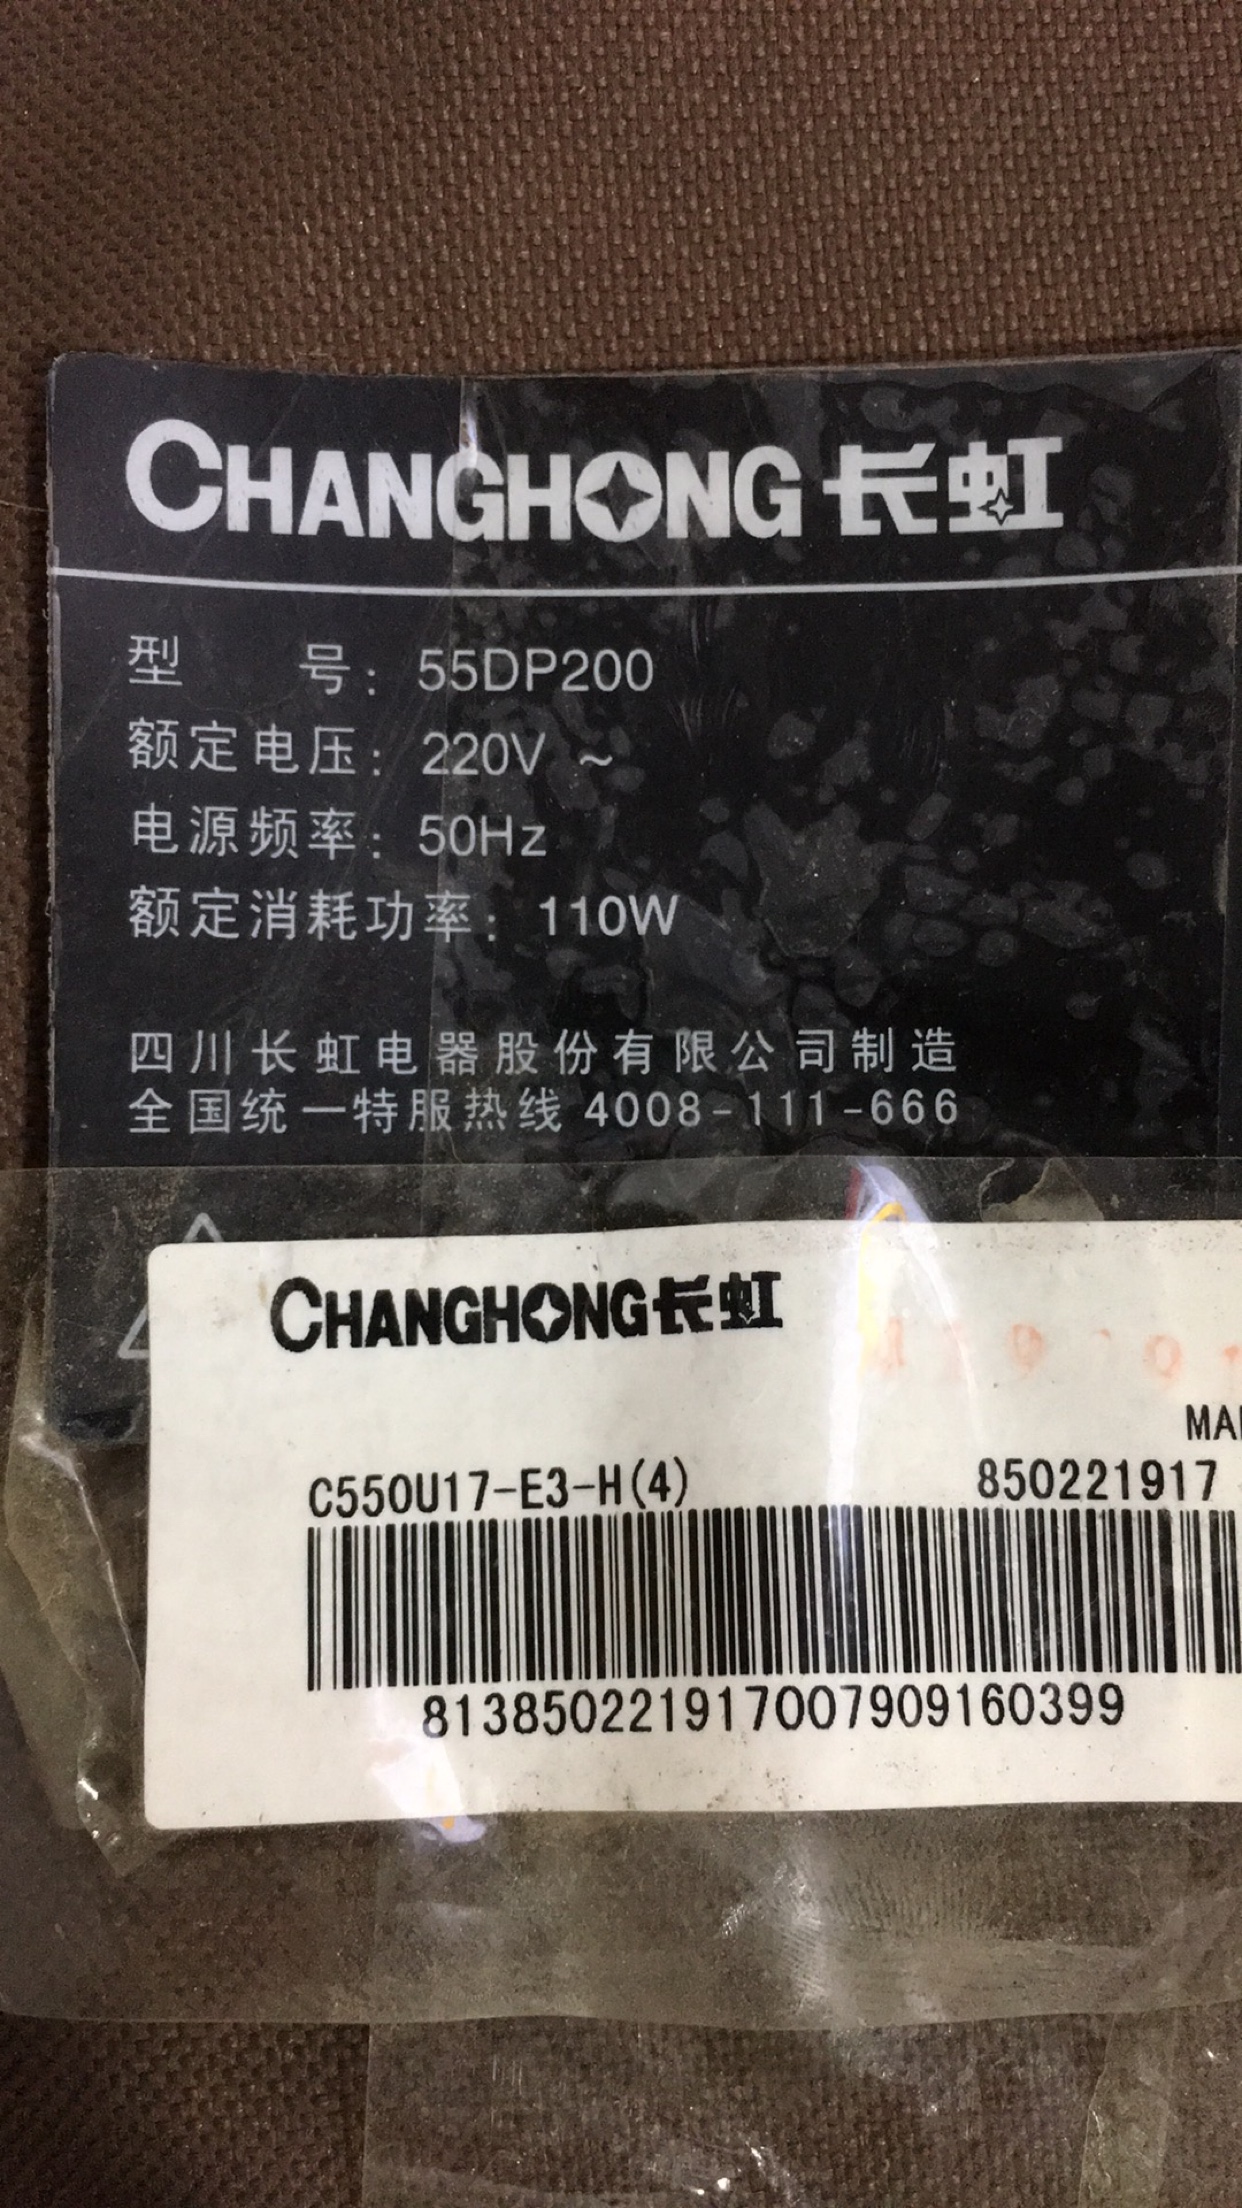 CHANGHONG 长虹
型 号: 55DP200
额定电压: 220V ~
电源频率: 50Hz
额定消耗功率: 110W
四川长虹电器股份有限公司制造
全国统一特服热线 4008-111-666
CHANGHONG长虹
C550U17-E3-H(4) 850221917
813850221917007909160399